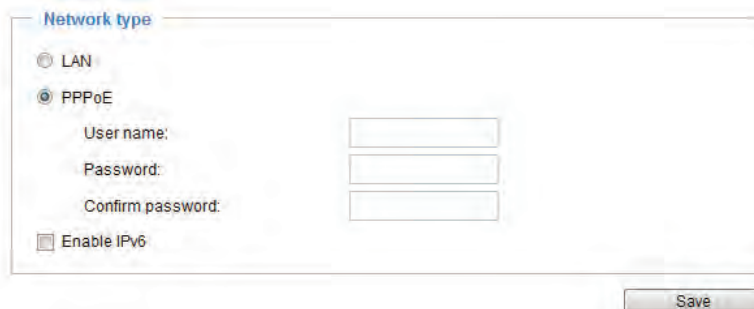 Network type
LAN
PPPoE
User name:
Password:
Confirm password:
Enable IPv6
Save